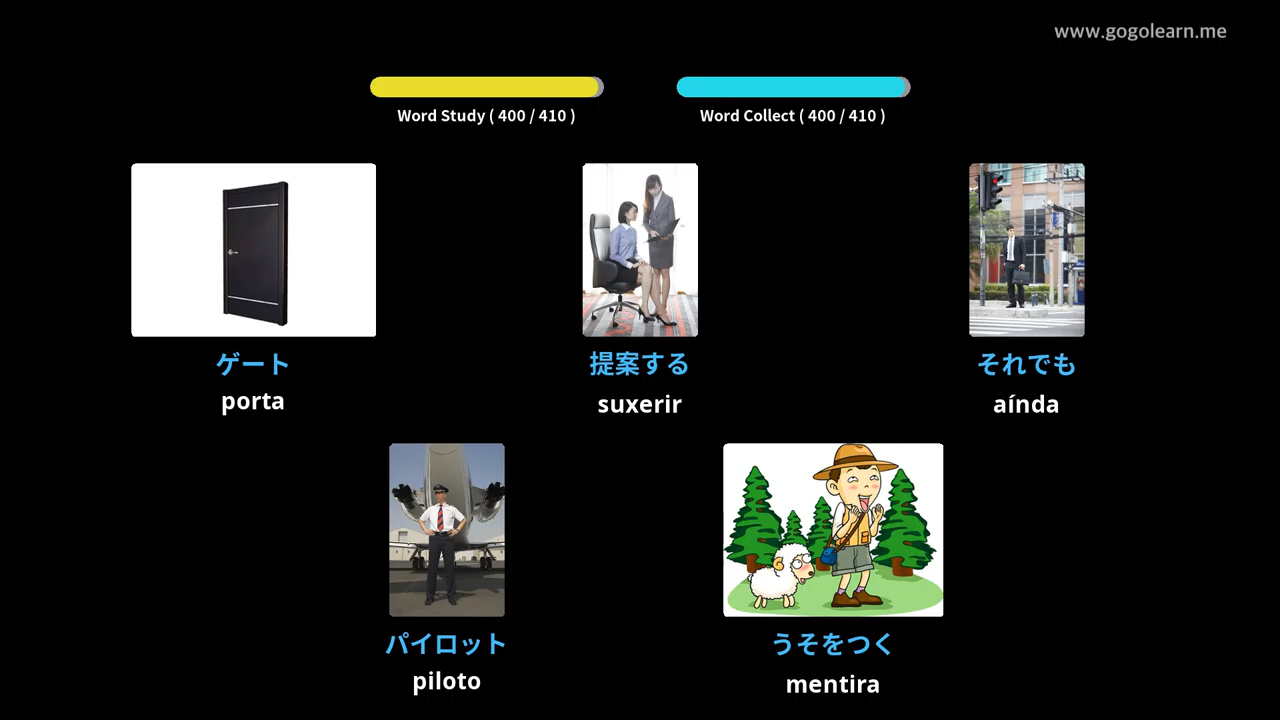 www.gogolearn.me
Word Study ( 400 / 410 )
Word Collect ( 400 / 410 )
ゲート
porta
提案する
suxerir
それでも
aínda
パイロット
piloto
うそをつく
mentira